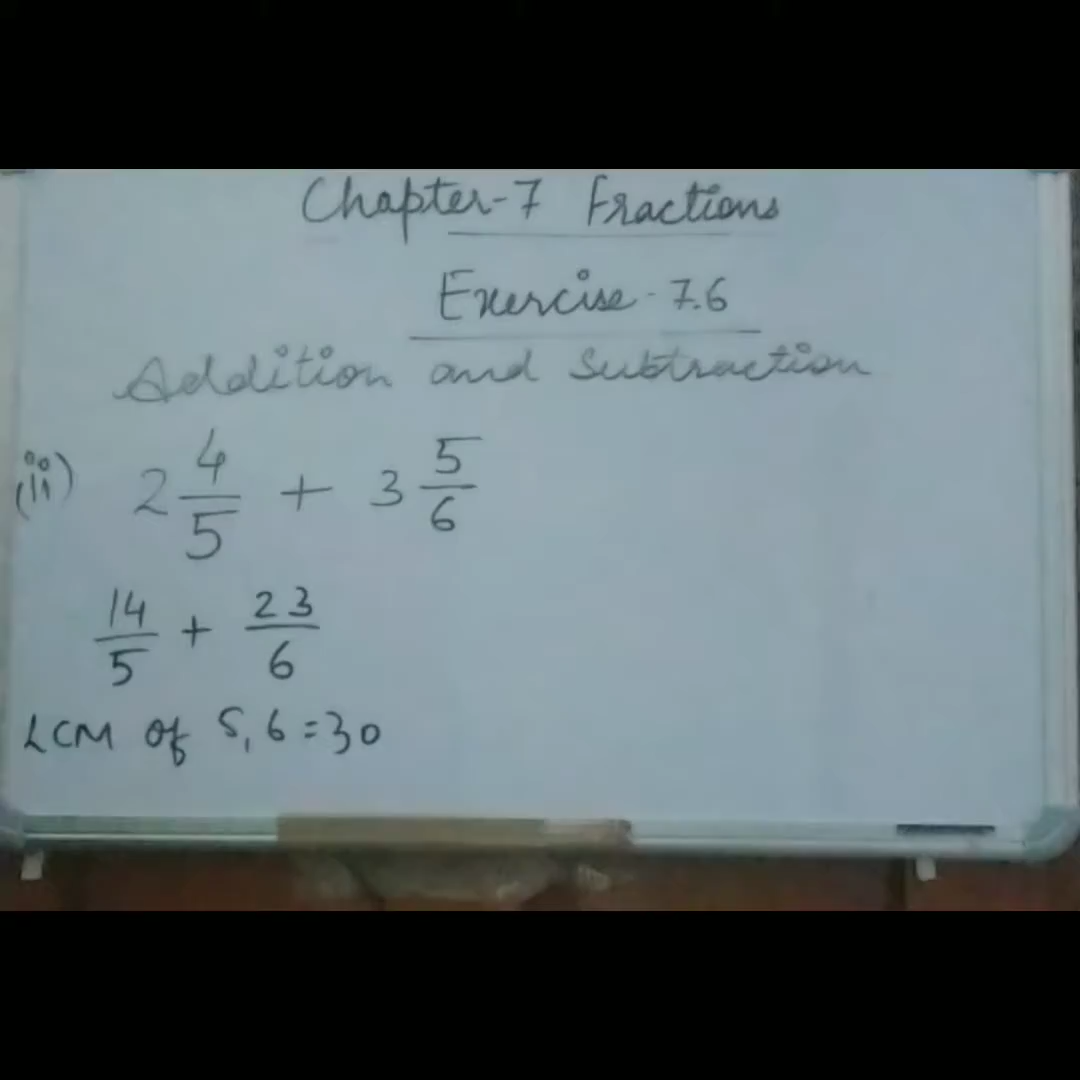 Chapter-7 Fractions
Exercise-7.6
Addition and Subtraction
(ii) 2 4/5 + 3 5/6
14/5 + 23/6
LCM of 5,6=30